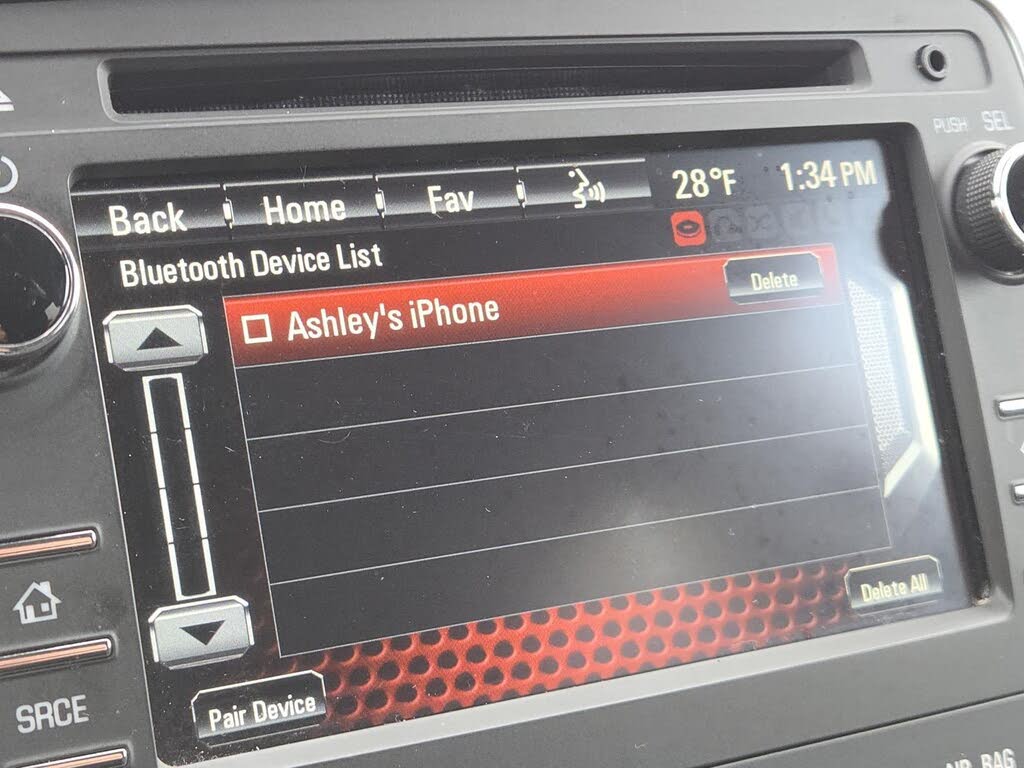 PUSH SEL
Back Home Fav 28°F 1:34 PM
Bluetooth Device List
Ashley's iPhone Delete
Delete All
Pair Device
SRCE
BAG